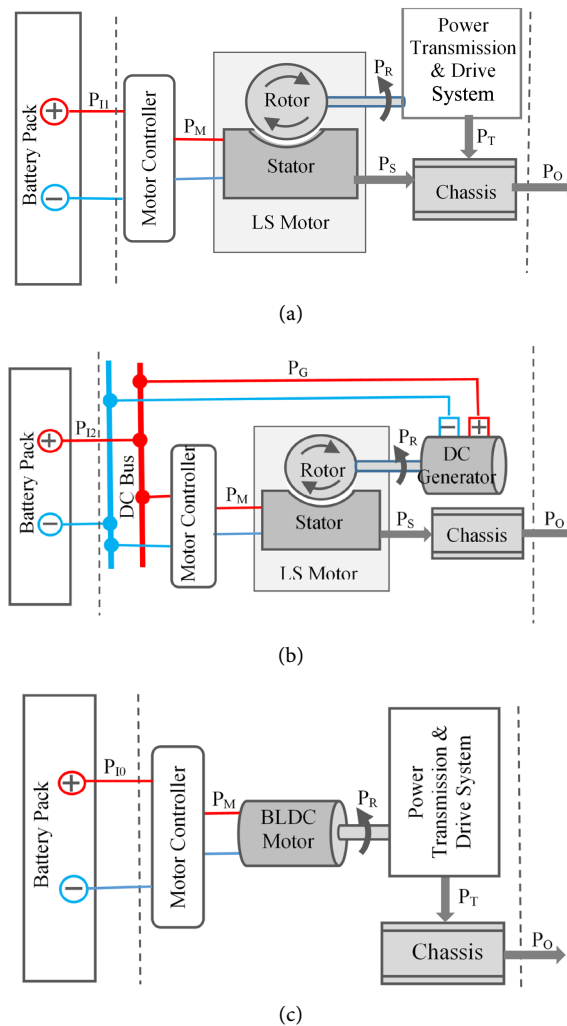 Battery Pack
+
−
P_I1
Motor Controller
P_M
Rotor
Stator
LS Motor
P_R
Power
Transmission
& Drive
System
P_T
P_S
Chassis
P_O
(a)
Battery Pack
+
−
P_I2
DC Bus
P_G
Motor Controller
P_M
Rotor
Stator
LS Motor
P_R
−
+
DC
Generator
P_S
Chassis
P_O
(b)
Battery Pack
+
−
P_I0
Motor Controller
P_M
BLDC
Motor
P_R
Power
Transmission &
Drive System
P_T
Chassis
P_O
(c)